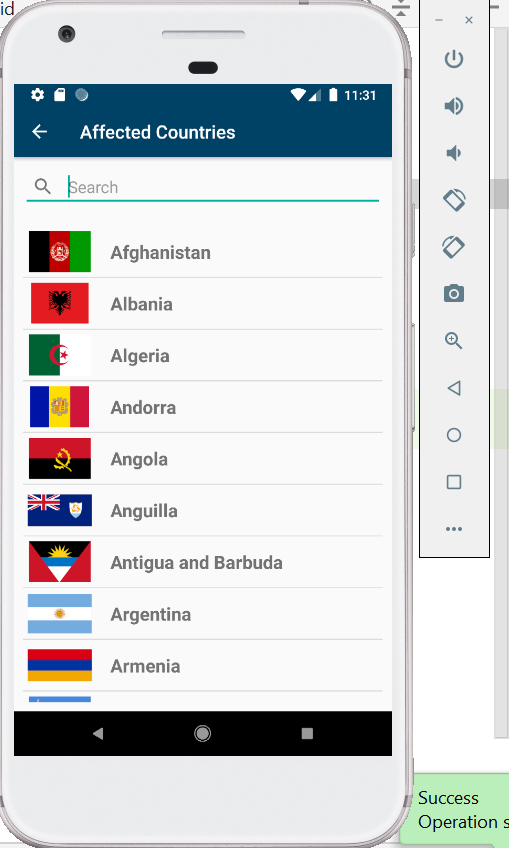 id
11:31
Affected Countries
Search
Afghanistan
Albania
Algeria
Andorra
Angola
Anguilla
Antigua and Barbuda
Argentina
Armenia
Success
Operation s